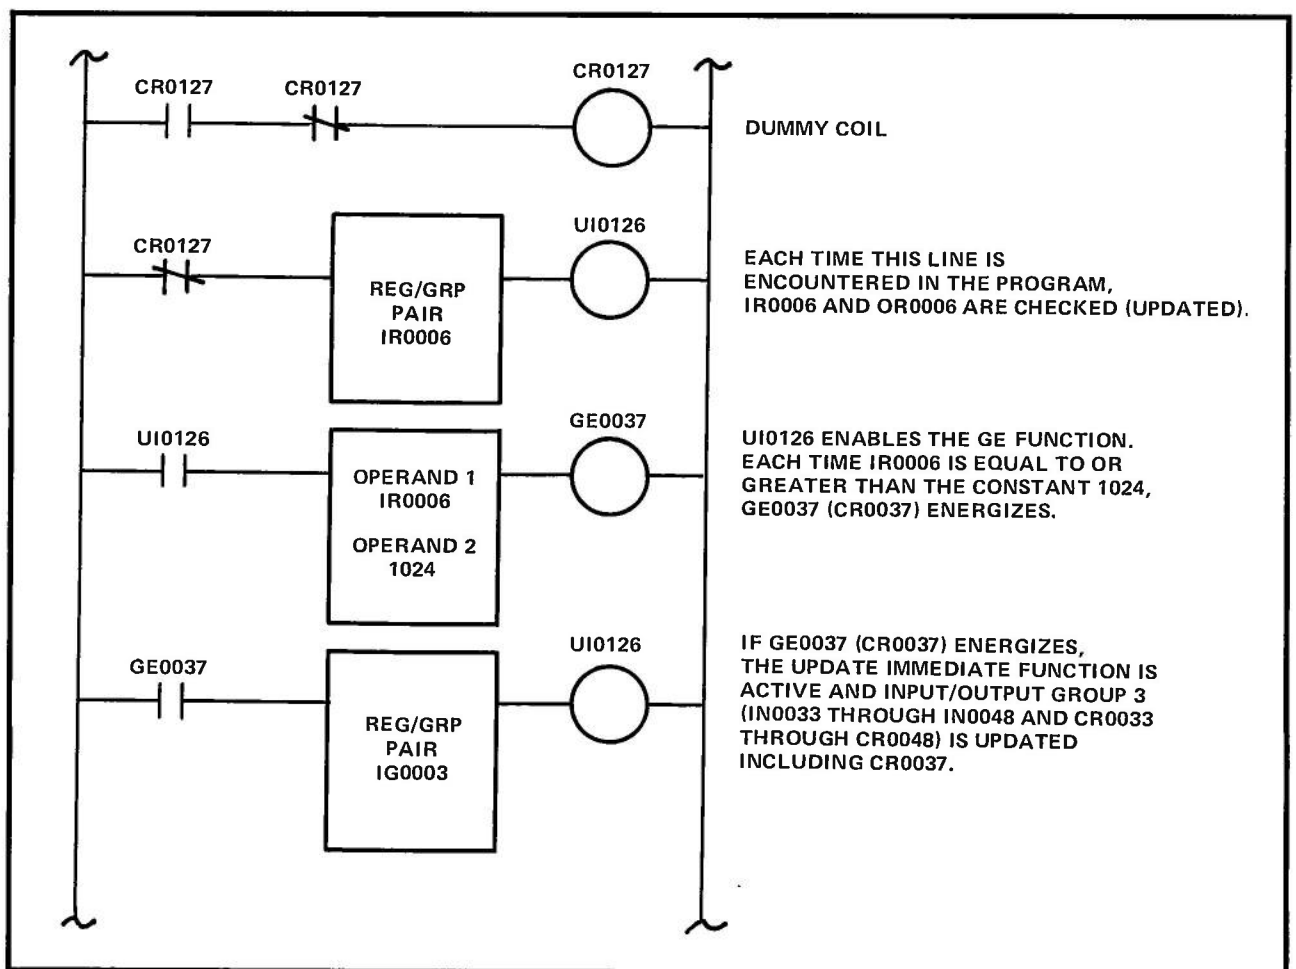 CR0127
CR0127
CR0127
DUMMY COIL
CR0127
REG/GRP
PAIR
IR0006
UI0126
EACH TIME THIS LINE IS
ENCOUNTERED IN THE PROGRAM,
IR0006 AND OR0006 ARE CHECKED (UPDATED).
UI0126
OPERAND 1
IR0006
OPERAND 2
1024
GE0037
UI0126 ENABLES THE GE FUNCTION.
EACH TIME IR0006 IS EQUAL TO OR
GREATER THAN THE CONSTANT 1024,
GE0037 (CR0037) ENERGIZES.
GE0037
REG/GRP
PAIR
IG0003
UI0126
IF GE0037 (CR0037) ENERGIZES,
THE UPDATE IMMEDIATE FUNCTION IS
ACTIVE AND INPUT/OUTPUT GROUP 3
(IN0033 THROUGH IN0048 AND CR0033
THROUGH CR0048) IS UPDATED
INCLUDING CR0037.